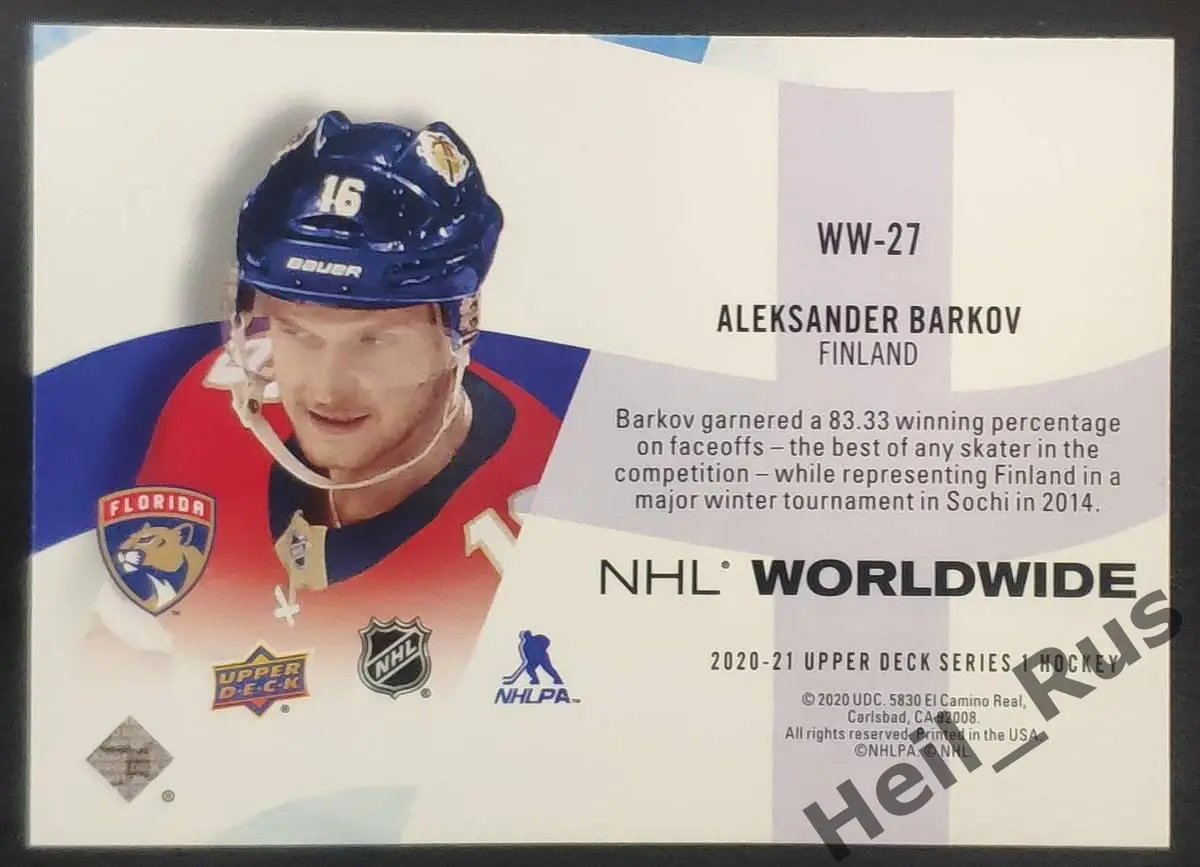 16
BAUER
WW-27
ALEKSANDER BARKOV
FINLAND
Barkov garnered a 83.33 winning percentage
on faceoffs – the best of any skater in the
competition – while representing Finland in a
major winter tournament in Sochi in 2014.
FLORIDA
NHL® WORLDWIDE
UPPER
D·E·C·K
NHL
NHLPA
2020-21 UPPER DECK SERIES 1 HOCKEY
© 2020 UDC. 5830 El Camino Real,
Carlsbad, CA 92008.
All rights reserved. Printed in the USA.
©NHLPA. © NHL.
Heil_Rus